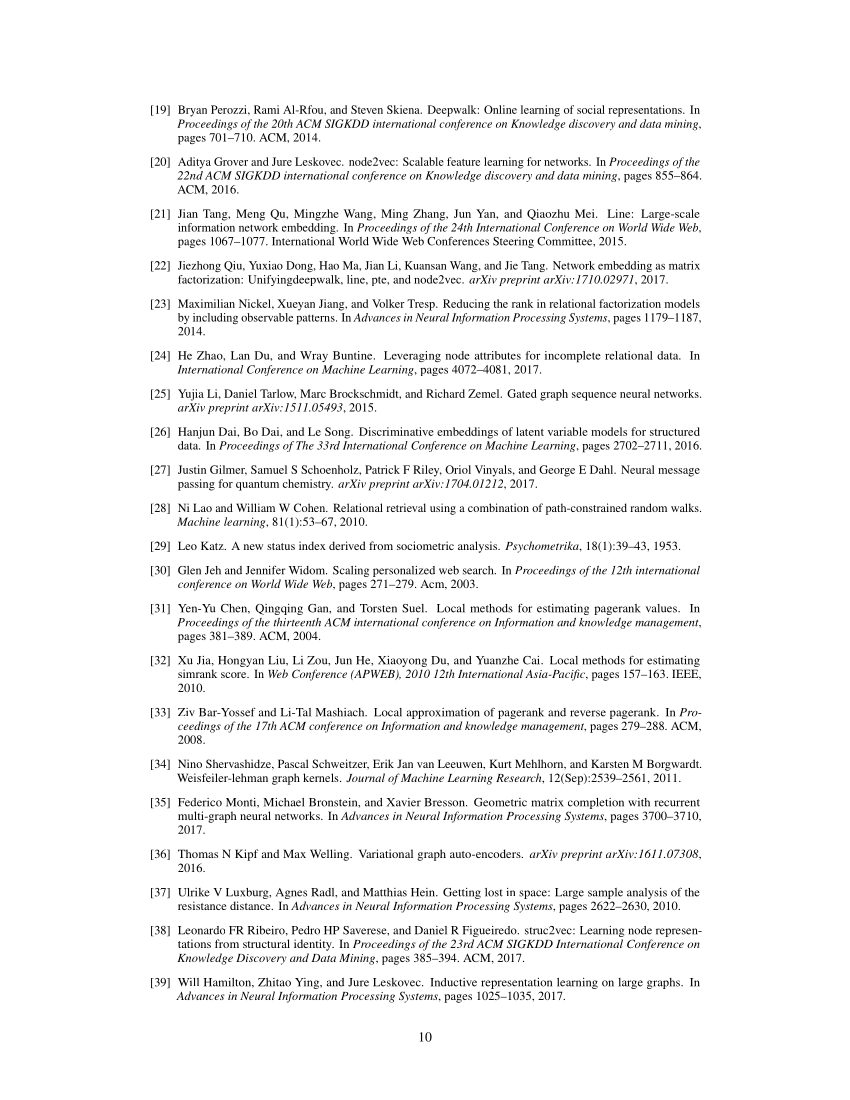 [19] Bryan Perozzi, Rami Al-Rfou, and Steven Skiena. Deepwalk: Online learning of social representations. In
Proceedings of the 20th ACM SIGKDD international conference on Knowledge discovery and data mining,
pages 701–710. ACM, 2014.
[20] Aditya Grover and Jure Leskovec. node2vec: Scalable feature learning for networks. In Proceedings of the
22nd ACM SIGKDD international conference on Knowledge discovery and data mining, pages 855–864.
ACM, 2016.
[21] Jian Tang, Meng Qu, Mingzhe Wang, Ming Zhang, Jun Yan, and Qiaozhu Mei. Line: Large-scale
information network embedding. In Proceedings of the 24th International Conference on World Wide Web,
pages 1067–1077. International World Wide Web Conferences Steering Committee, 2015.
[22] Jiezhong Qiu, Yuxiao Dong, Hao Ma, Jian Li, Kuansan Wang, and Jie Tang. Network embedding as matrix
factorization: Unifyingdeepwalk, line, pte, and node2vec. arXiv preprint arXiv:1710.02971, 2017.
[23] Maximilian Nickel, Xueyan Jiang, and Volker Tresp. Reducing the rank in relational factorization models
by including observable patterns. In Advances in Neural Information Processing Systems, pages 1179–1187,
2014.
[24] He Zhao, Lan Du, and Wray Buntine. Leveraging node attributes for incomplete relational data. In
International Conference on Machine Learning, pages 4072–4081, 2017.
[25] Yujia Li, Daniel Tarlow, Marc Brockschmidt, and Richard Zemel. Gated graph sequence neural networks.
arXiv preprint arXiv:1511.05493, 2015.
[26] Hanjun Dai, Bo Dai, and Le Song. Discriminative embeddings of latent variable models for structured
data. In Proceedings of The 33rd International Conference on Machine Learning, pages 2702–2711, 2016.
[27] Justin Gilmer, Samuel S Schoenholz, Patrick F Riley, Oriol Vinyals, and George E Dahl. Neural message
passing for quantum chemistry. arXiv preprint arXiv:1704.01212, 2017.
[28] Ni Lao and William W Cohen. Relational retrieval using a combination of path-constrained random walks.
Machine learning, 81(1):53–67, 2010.
[29] Leo Katz. A new status index derived from sociometric analysis. Psychometrika, 18(1):39–43, 1953.
[30] Glen Jeh and Jennifer Widom. Scaling personalized web search. In Proceedings of the 12th international
conference on World Wide Web, pages 271–279. Acm, 2003.
[31] Yen-Yu Chen, Qingqing Gan, and Torsten Suel. Local methods for estimating pagerank values. In
Proceedings of the thirteenth ACM international conference on Information and knowledge management,
pages 381–389. ACM, 2004.
[32] Xu Jia, Hongyan Liu, Li Zou, Jun He, Xiaoyong Du, and Yuanzhe Cai. Local methods for estimating
simrank score. In Web Conference (APWEB), 2010 12th International Asia-Pacific, pages 157–163. IEEE,
2010.
[33] Ziv Bar-Yossef and Li-Tal Mashiach. Local approximation of pagerank and reverse pagerank. In Pro-
ceedings of the 17th ACM conference on Information and knowledge management, pages 279–288. ACM,
2008.
[34] Nino Shervashidze, Pascal Schweitzer, Erik Jan van Leeuwen, Kurt Mehlhorn, and Karsten M Borgwardt.
Weisfeiler-lehman graph kernels. Journal of Machine Learning Research, 12(Sep):2539–2561, 2011.
[35] Federico Monti, Michael Bronstein, and Xavier Bresson. Geometric matrix completion with recurrent
multi-graph neural networks. In Advances in Neural Information Processing Systems, pages 3700–3710,
2017.
[36] Thomas N Kipf and Max Welling. Variational graph auto-encoders. arXiv preprint arXiv:1611.07308,
2016.
[37] Ulrike V Luxburg, Agnes Radl, and Matthias Hein. Getting lost in space: Large sample analysis of the
resistance distance. In Advances in Neural Information Processing Systems, pages 2622–2630, 2010.
[38] Leonardo FR Ribeiro, Pedro HP Saverese, and Daniel R Figueiredo. struc2vec: Learning node represen-
tations from structural identity. In Proceedings of the 23rd ACM SIGKDD International Conference on
Knowledge Discovery and Data Mining, pages 385–394. ACM, 2017.
[39] Will Hamilton, Zhitao Ying, and Jure Leskovec. Inductive representation learning on large graphs. In
Advances in Neural Information Processing Systems, pages 1025–1035, 2017.
10